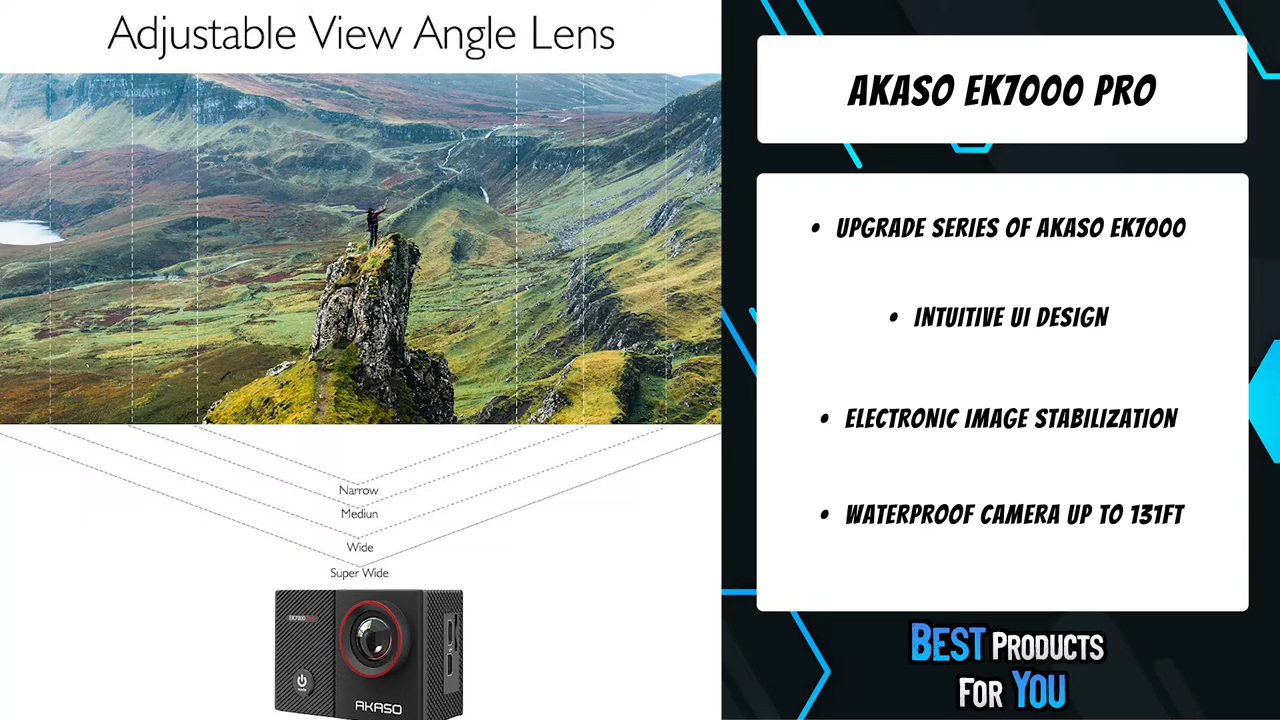 Adjustable View Angle Lens
Narrow
Mediun
Wide
Super Wide
EK7000
AKASO
AKASO EK7000 PRO
• UPGRADE SERIES OF AKASO EK7000
• INTUITIVE UI DESIGN
• ELECTRONIC IMAGE STABILIZATION
• WATERPROOF CAMERA UP TO 131FT
BEST PRODUCTS
FOR YOU